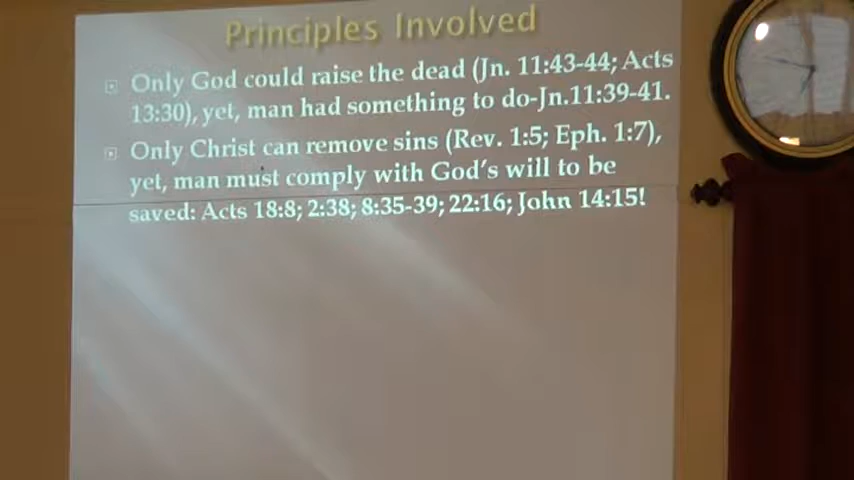 Principles Involved
Only God could raise the dead (Jn. 11:43-44; Acts
13:30), yet, man had something to do-Jn.11:39-41.
Only Christ can remove sins (Rev. 1:5; Eph. 1:7),
yet, man must comply with God's will to be
saved: Acts 18:8; 2:38; 8:35-39; 22:16; John 14:15!